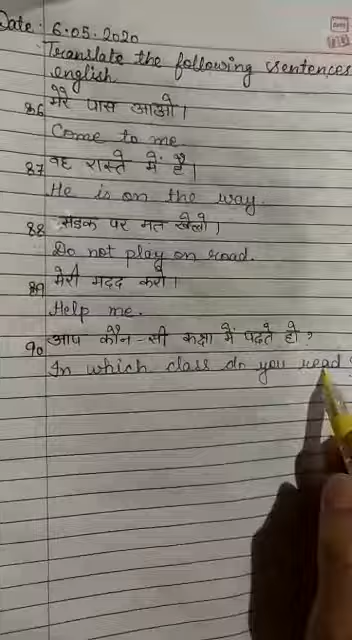 Date : 6.05.2020
Translate the following sentences
english
86 मेरे पास आओ।
Come to me
87 वह रास्ते में है।
He is on the way.
88 सड़क पर मत खेलो।
Do not play on road.
89 मेरी मदद करो।
Help me.
90 आप कौन-सी कक्षा में पढ़ते हो ?
In which class do you read ?